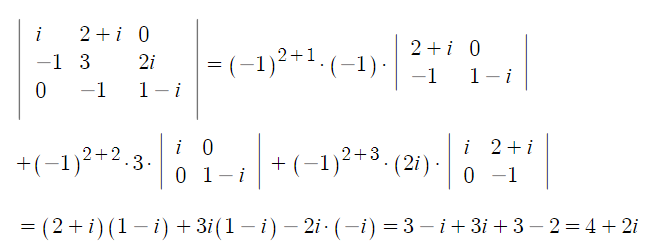 | i 2+i 0 |
| -1 3 2i | = (-1)^{2+1} · (-1) · | 2+i 0 |
| 0 -1 1-i | | -1 1-i |
+(-1)^{2+2} · 3 · | i 0 | + (-1)^{2+3} · (2i) · | i 2+i |
| 0 1-i | | 0 -1 |
= (2+i)(1-i) + 3i(1-i) - 2i · (-i) = 3-i+3i+3-2 = 4+2i